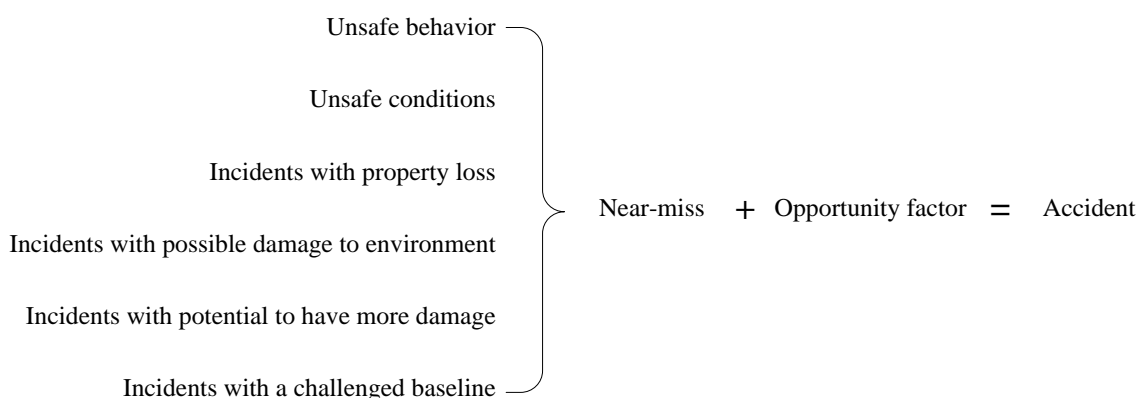 Unsafe behavior
Unsafe conditions
Incidents with property loss
Near-miss + Opportunity factor = Accident
Incidents with possible damage to environment
Incidents with potential to have more damage
Incidents with a challenged baseline